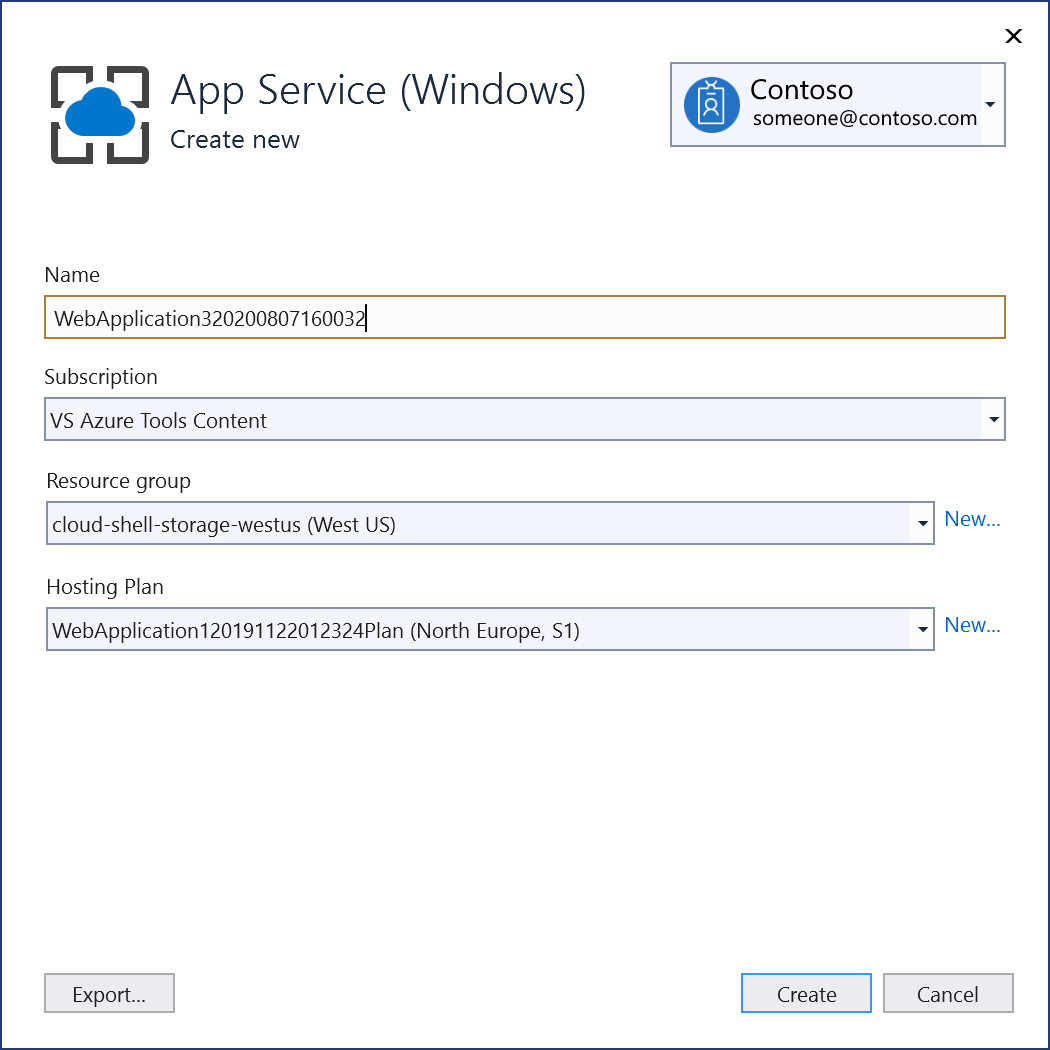 App Service (Windows)
Create new
Contoso
someone@contoso.com
Name
WebApplication320200807160032
Subscription
VS Azure Tools Content
Resource group
cloud-shell-storage-westus (West US)
New...
Hosting Plan
WebApplication120191122012324Plan (North Europe, S1)
New...
Export...
Create
Cancel